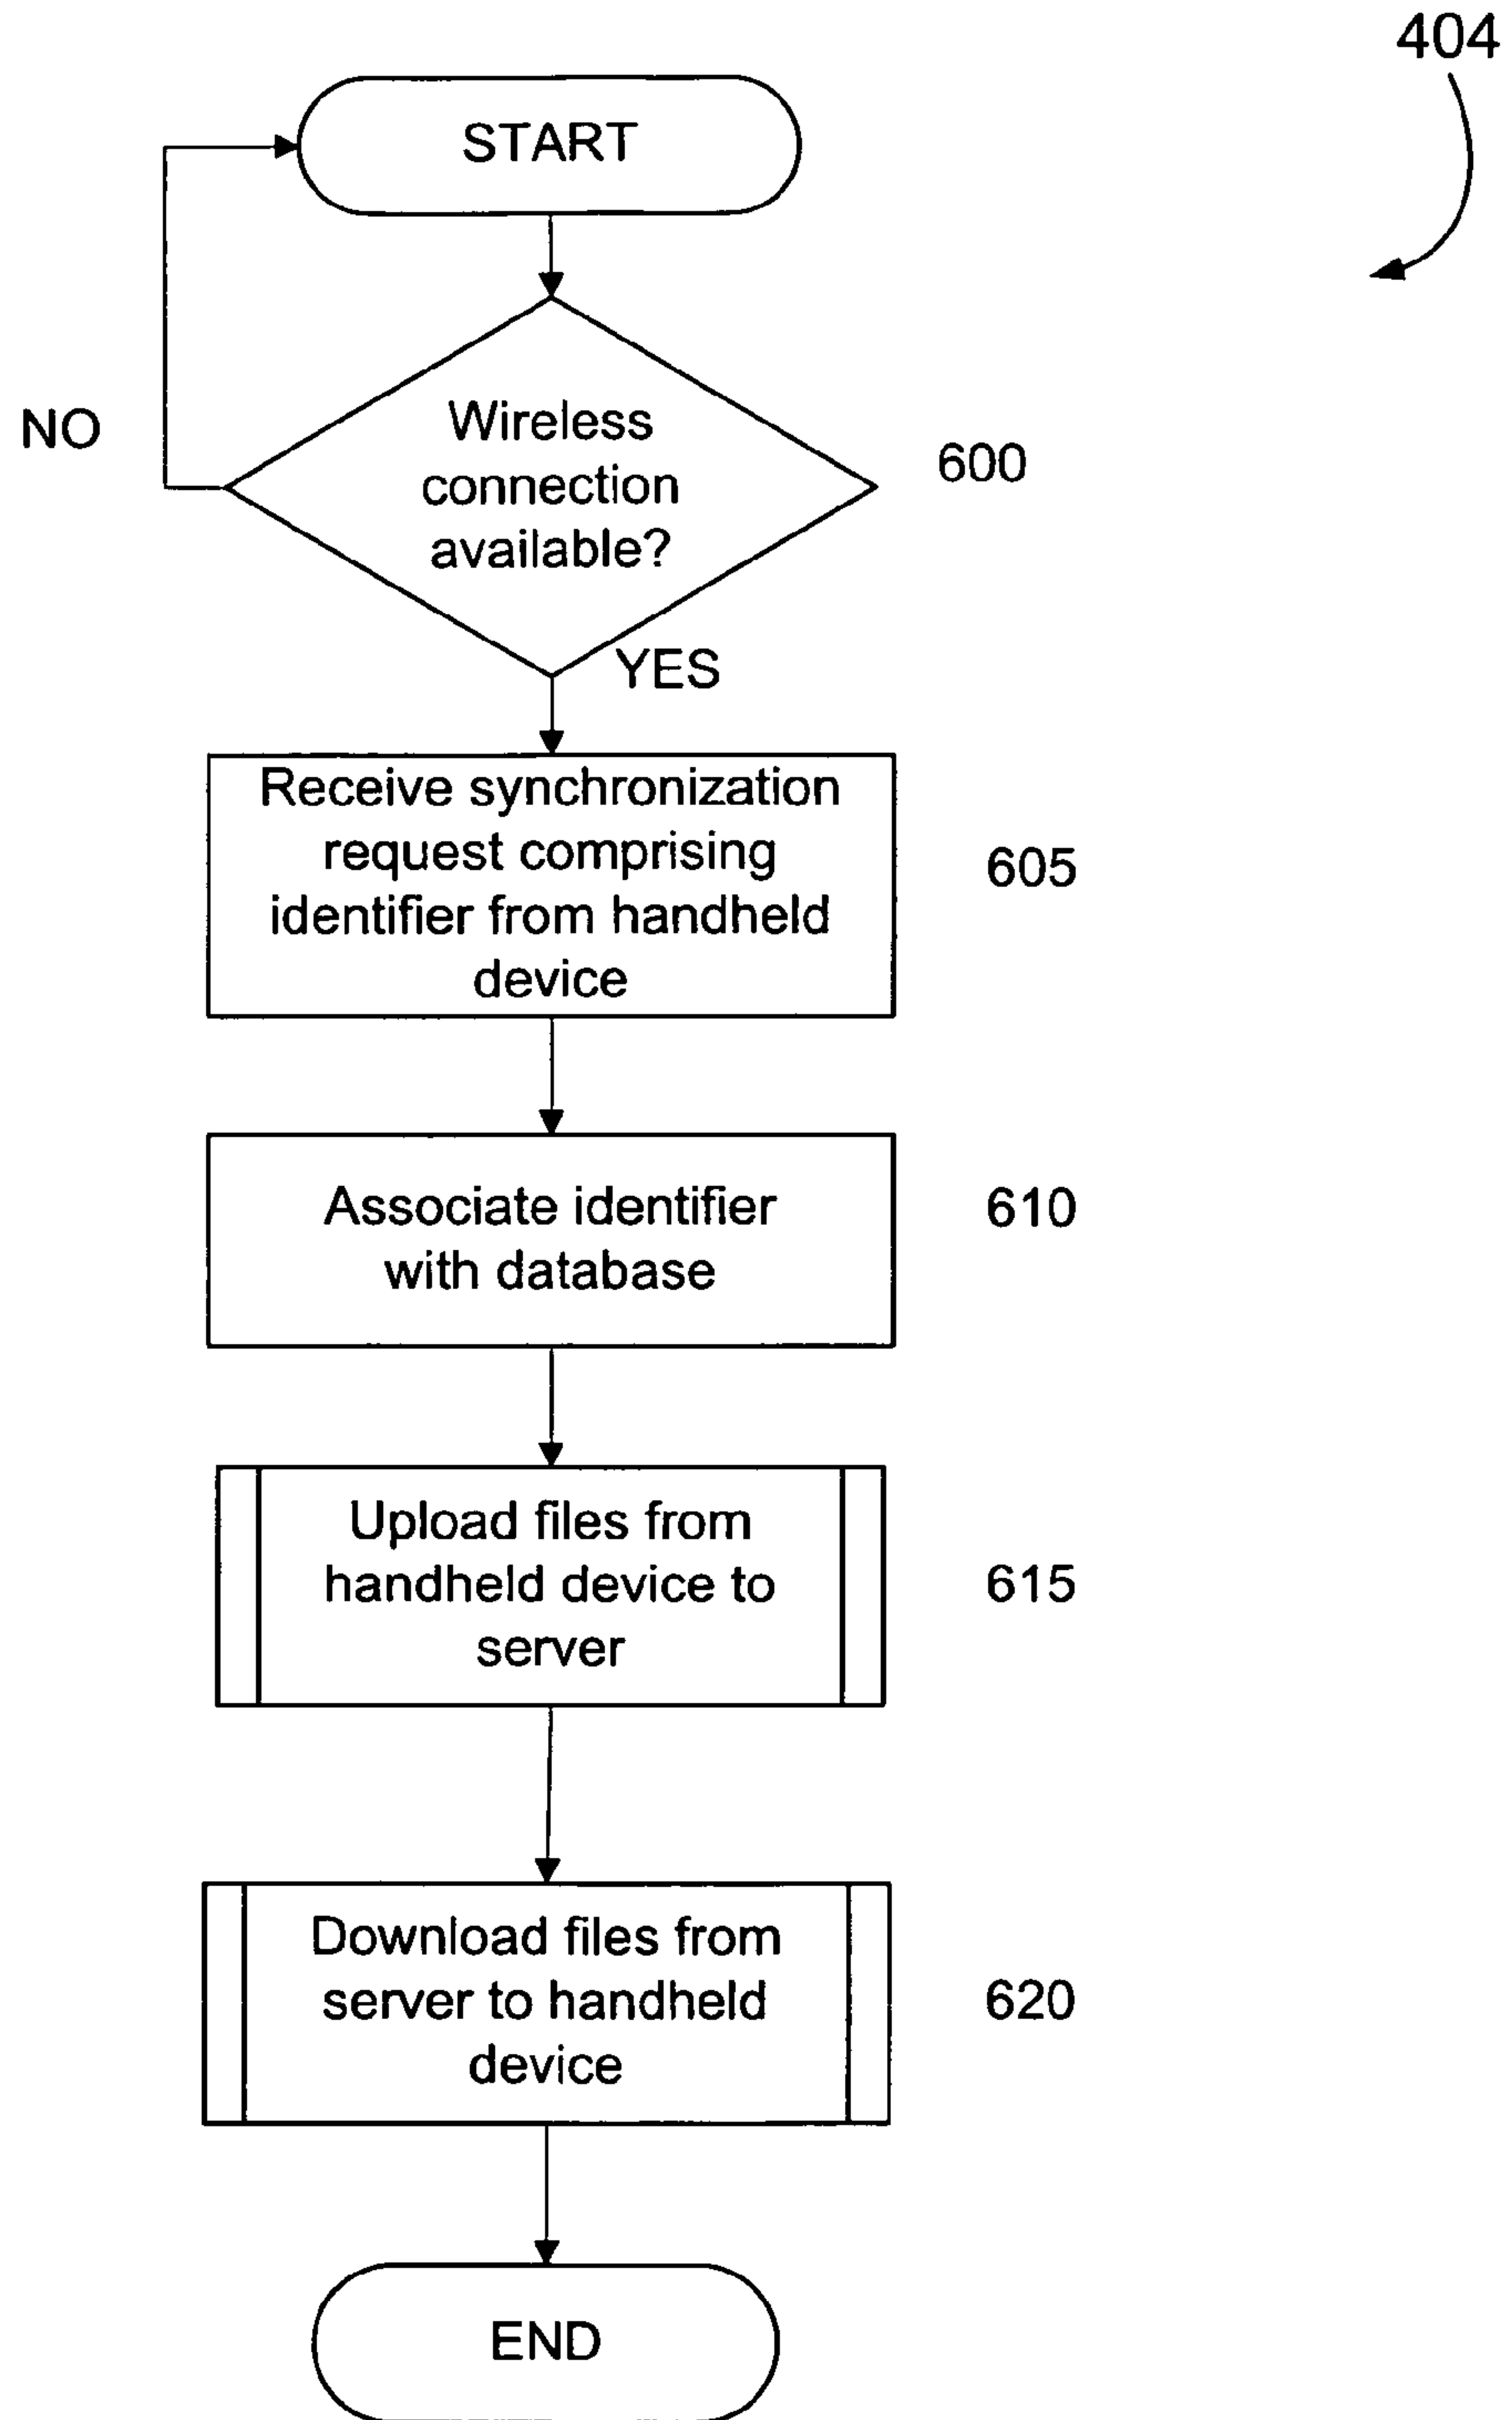 404
START
NO
Wireless
connection
available?
600
YES
Receive synchronization
request comprising
identifier from handheld
device
605
Associate identifier
with database
610
Upload files from
handheld device to
server
615
Download files from
server to handheld
device
620
END